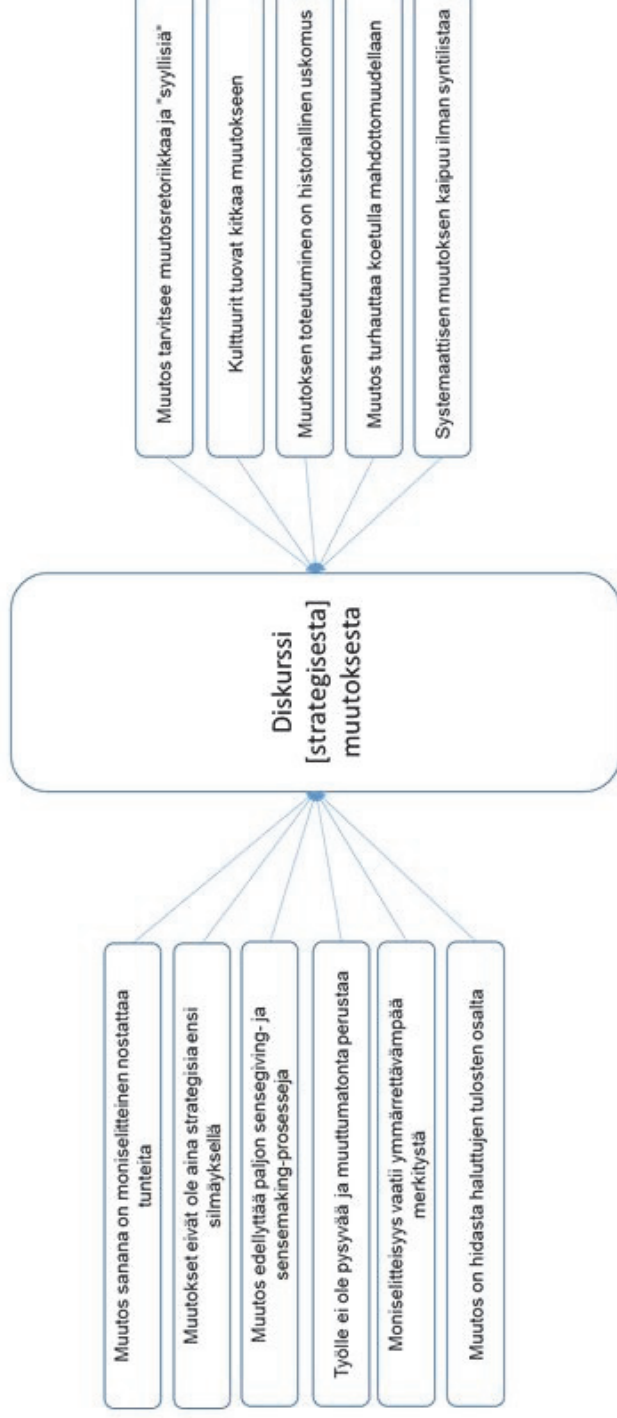 Muutos sanana on moniselitteinen nostattaa
tunteita
Muutokset eivät ole aina strategisia ensi
silmäyksellä
Muutos edellyttää paljon sensegiving- ja
sensemaking-prosesseja
Työlle ei ole pysyvää ja muuttumatonta perustaa
Moniselitteisyys vaatii ymmärrettävämpää
merkitystä
Muutos on hidasta haluttujen tulosten osalta
Diskurssi
[strategisesta]
muutoksesta
Muutos tarvitsee muutosretoriikkaa ja "syyllisiä"
Kulttuurit tuovat kitkaa muutokseen
Muutoksen toteutuminen on historiallinen uskomus
Muutos turhauttaa koetulla mahdottomuudellaan
Systemaattisen muutoksen kaipuu ilman syntilistaa